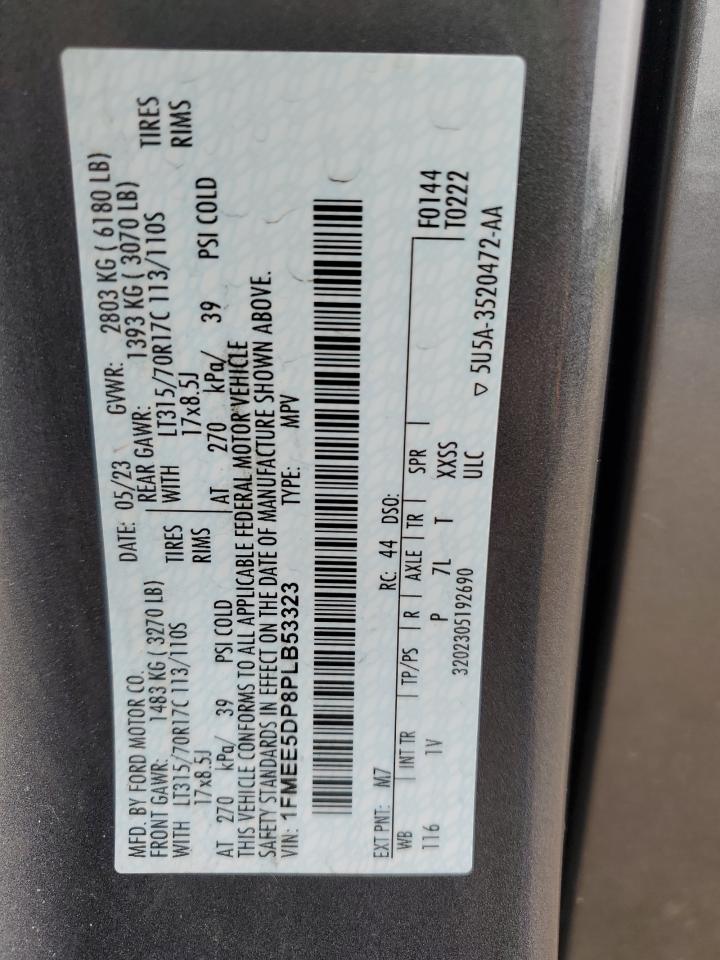 MFD. BY FORD MOTOR CO. DATE: 05/23 GVWR: 2803 KG ( 6180 LB)
FRONT GAWR: 1483 KG ( 3270 LB) REAR GAWR: 1393 KG ( 3070 LB)
WITH LT315/70R17C 113/110S TIRES WITH LT315/70R17C 113/110S TIRES
17x8.5J RIMS 17x8.5J RIMS
AT 270 kPa/ 39 PSI COLD AT 270 kPa/ 39 PSI COLD
THIS VEHICLE CONFORMS TO ALL APPLICABLE FEDERAL MOTOR VEHICLE
SAFETY STANDARDS IN EFFECT ON THE DATE OF MANUFACTURE SHOWN ABOVE.
VIN: 1FMEE5DP8PLB53323 TYPE: MPV
EXT PNT: M7 RC: 44 DSO: F0144
WB INT TR TP/PS R AXLE TR SPR T0222
116 1V P 7L T XXSS
3202305192690 ULC
▽ 5U5A-3520472-AA